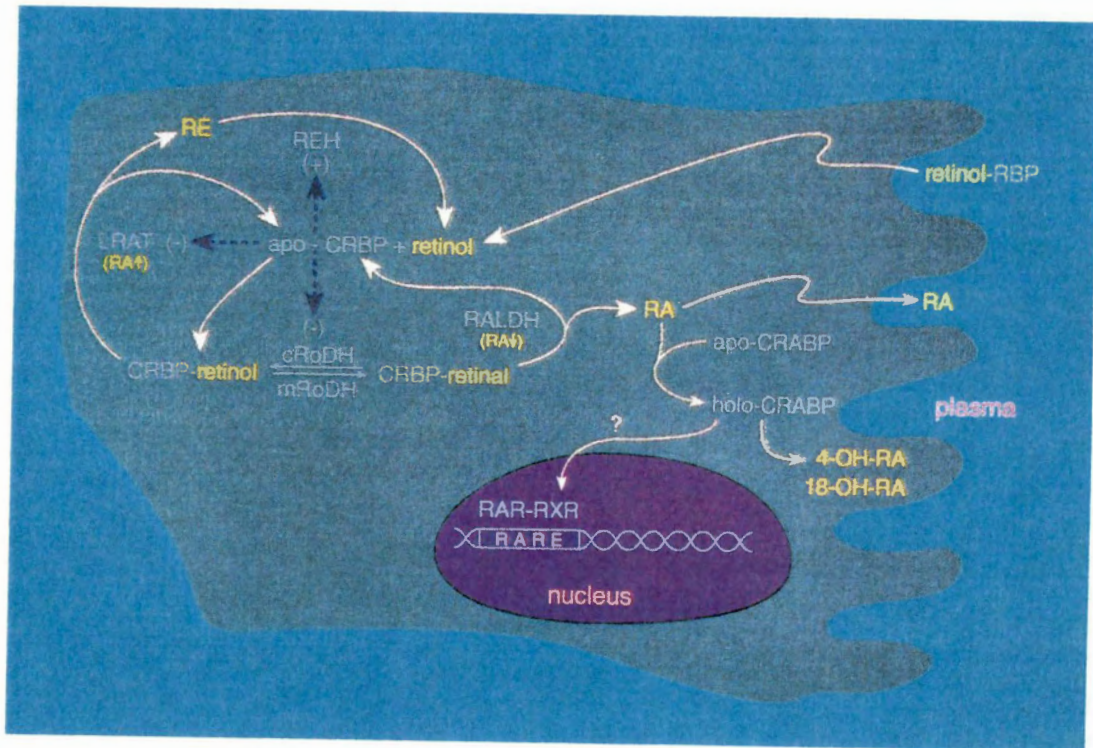 RE
REH
(+)
retinol-RBP
LRAT (-)
(RA↑)
apo - CRBP + retinol
(-)
RALDH
(RA↓)
RA
RA
cRoDH
CRBP-retinol
CRBP-retinal
mRoDH
apo-CRABP
holo-CRABP
plasma
?
4-OH-RA
18-OH-RA
RAR-RXR
RARE
nucleus